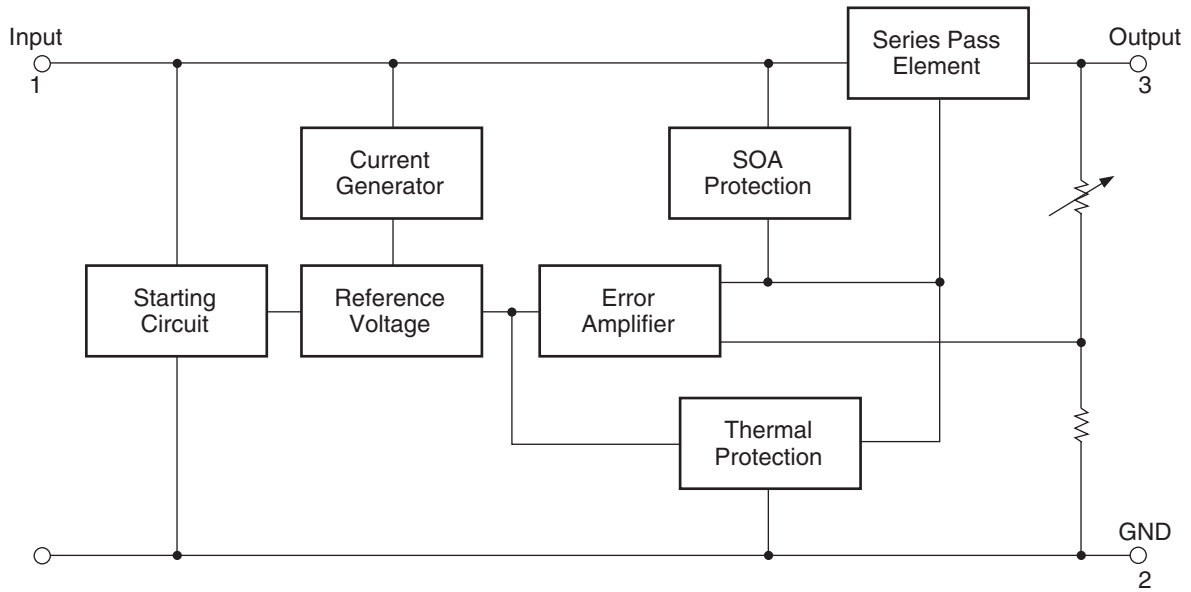 Input
1
Series Pass
Element
Output
3
Current
Generator
SOA
Protection
Starting
Circuit
Reference
Voltage
Error
Amplifier
Thermal
Protection
GND
2